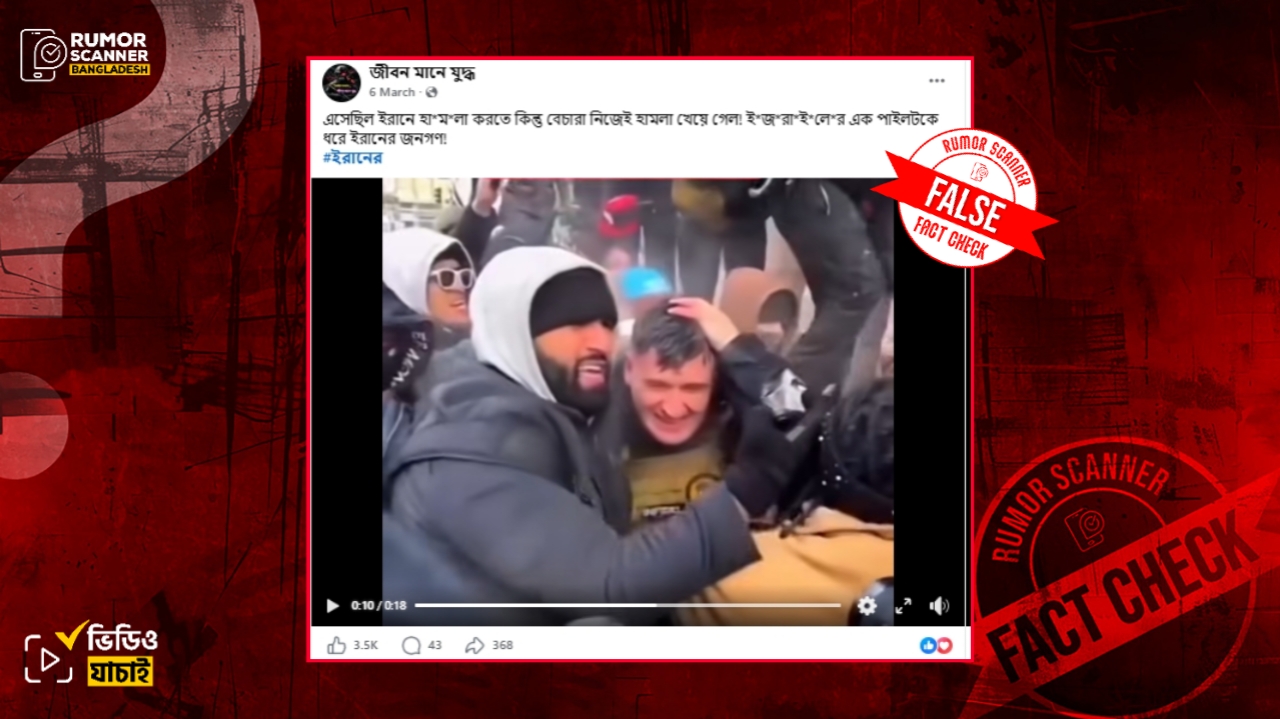 RUMOR
SCANNER
BANGLADESH
জীবন মানে যুদ্ধ
6 March
এসেছিল ইরানে হা*ম*লা করতে কিন্তু বেচারা নিজেই হামলা খেয়ে গেল! ই*জ*রা*ই*লে*র এক পাইলটকে
ধরে ইরানের জনগণ!
#ইরানের
RUMOR SCANNER
FALSE
FACT CHECK
0:10 / 0:18
3.5K
43
368
RUMOR SCANNER
FACT CHECK
ভিডিও
যাচাই